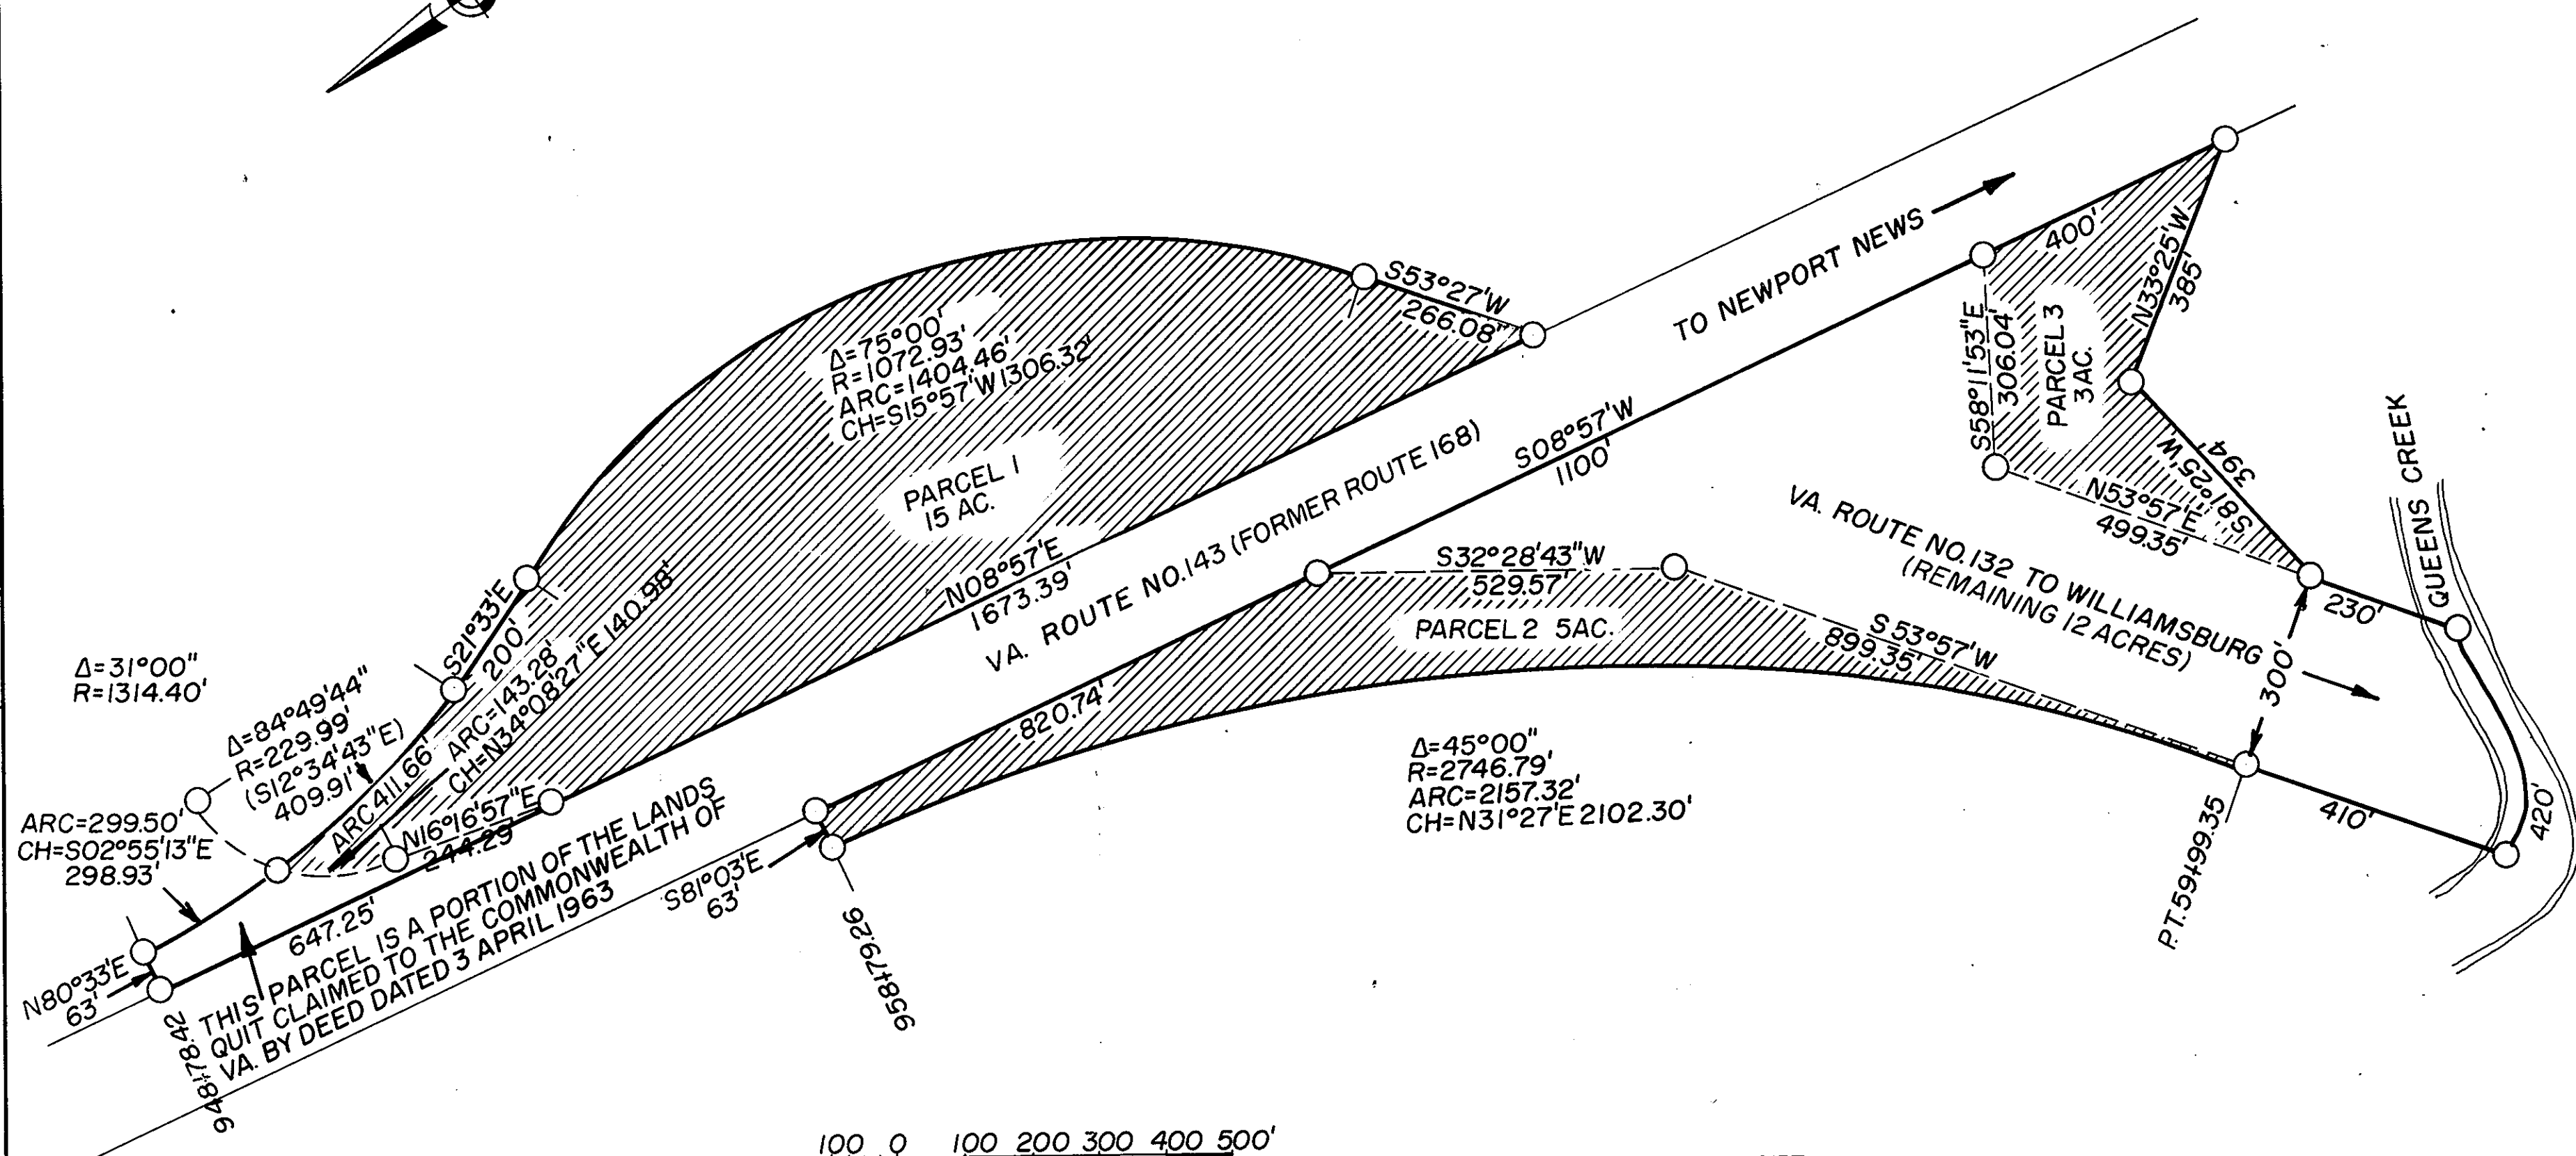 S53°27'W
266.08"
TO NEWPORT NEWS
400'
N33°25'W
385'
S58°11'53"E
306.04'
PARCEL 3
3AC.
S81°25'W
394'
N53°57'E
499.35'
QUEENS CREEK
Δ=75°00'
R=1072.93'
ARC=1404.46'
CH=S15°57'W 1306.32'
PARCEL 1
15 AC.
N08°57'E
1673.39'
VA. ROUTE NO.143 (FORMER ROUTE 168)
S08°57'W
1100'
VA. ROUTE NO.132 TO WILLIAMSBURG
(REMAINING 12 ACRES)
230'
300'
S32°28'43"W
529.57'
PARCEL 2 5AC.
S53°57'W
899.35'
S21°33'E
200'
ARC=143.28'
CH=N34°08'27"E 140.98'
Δ=31°00"
R=1314.40'
Δ=84°49'44"
R=229.99'
(S12°34'43"E)
409.91'
ARC 411.66'
ARC=299.50'
CH=S02°55'13"E
298.93'
N16°16'57"E
244.29
820.74'
Δ=45°00"
R=2746.79'
ARC=2157.32'
CH=N31°27'E 2102.30'
P.T.59+99.35
410'
420'
S81°03'E
63'
958+79.26
647.25'
N80°33'E
63'
948+78.42
THIS PARCEL IS A PORTION OF THE LANDS
QUIT CLAIMED TO THE COMMONWEALTH OF
VA. BY DEED DATED 3 APRIL 1963
100 0 100 200 300 400 500'